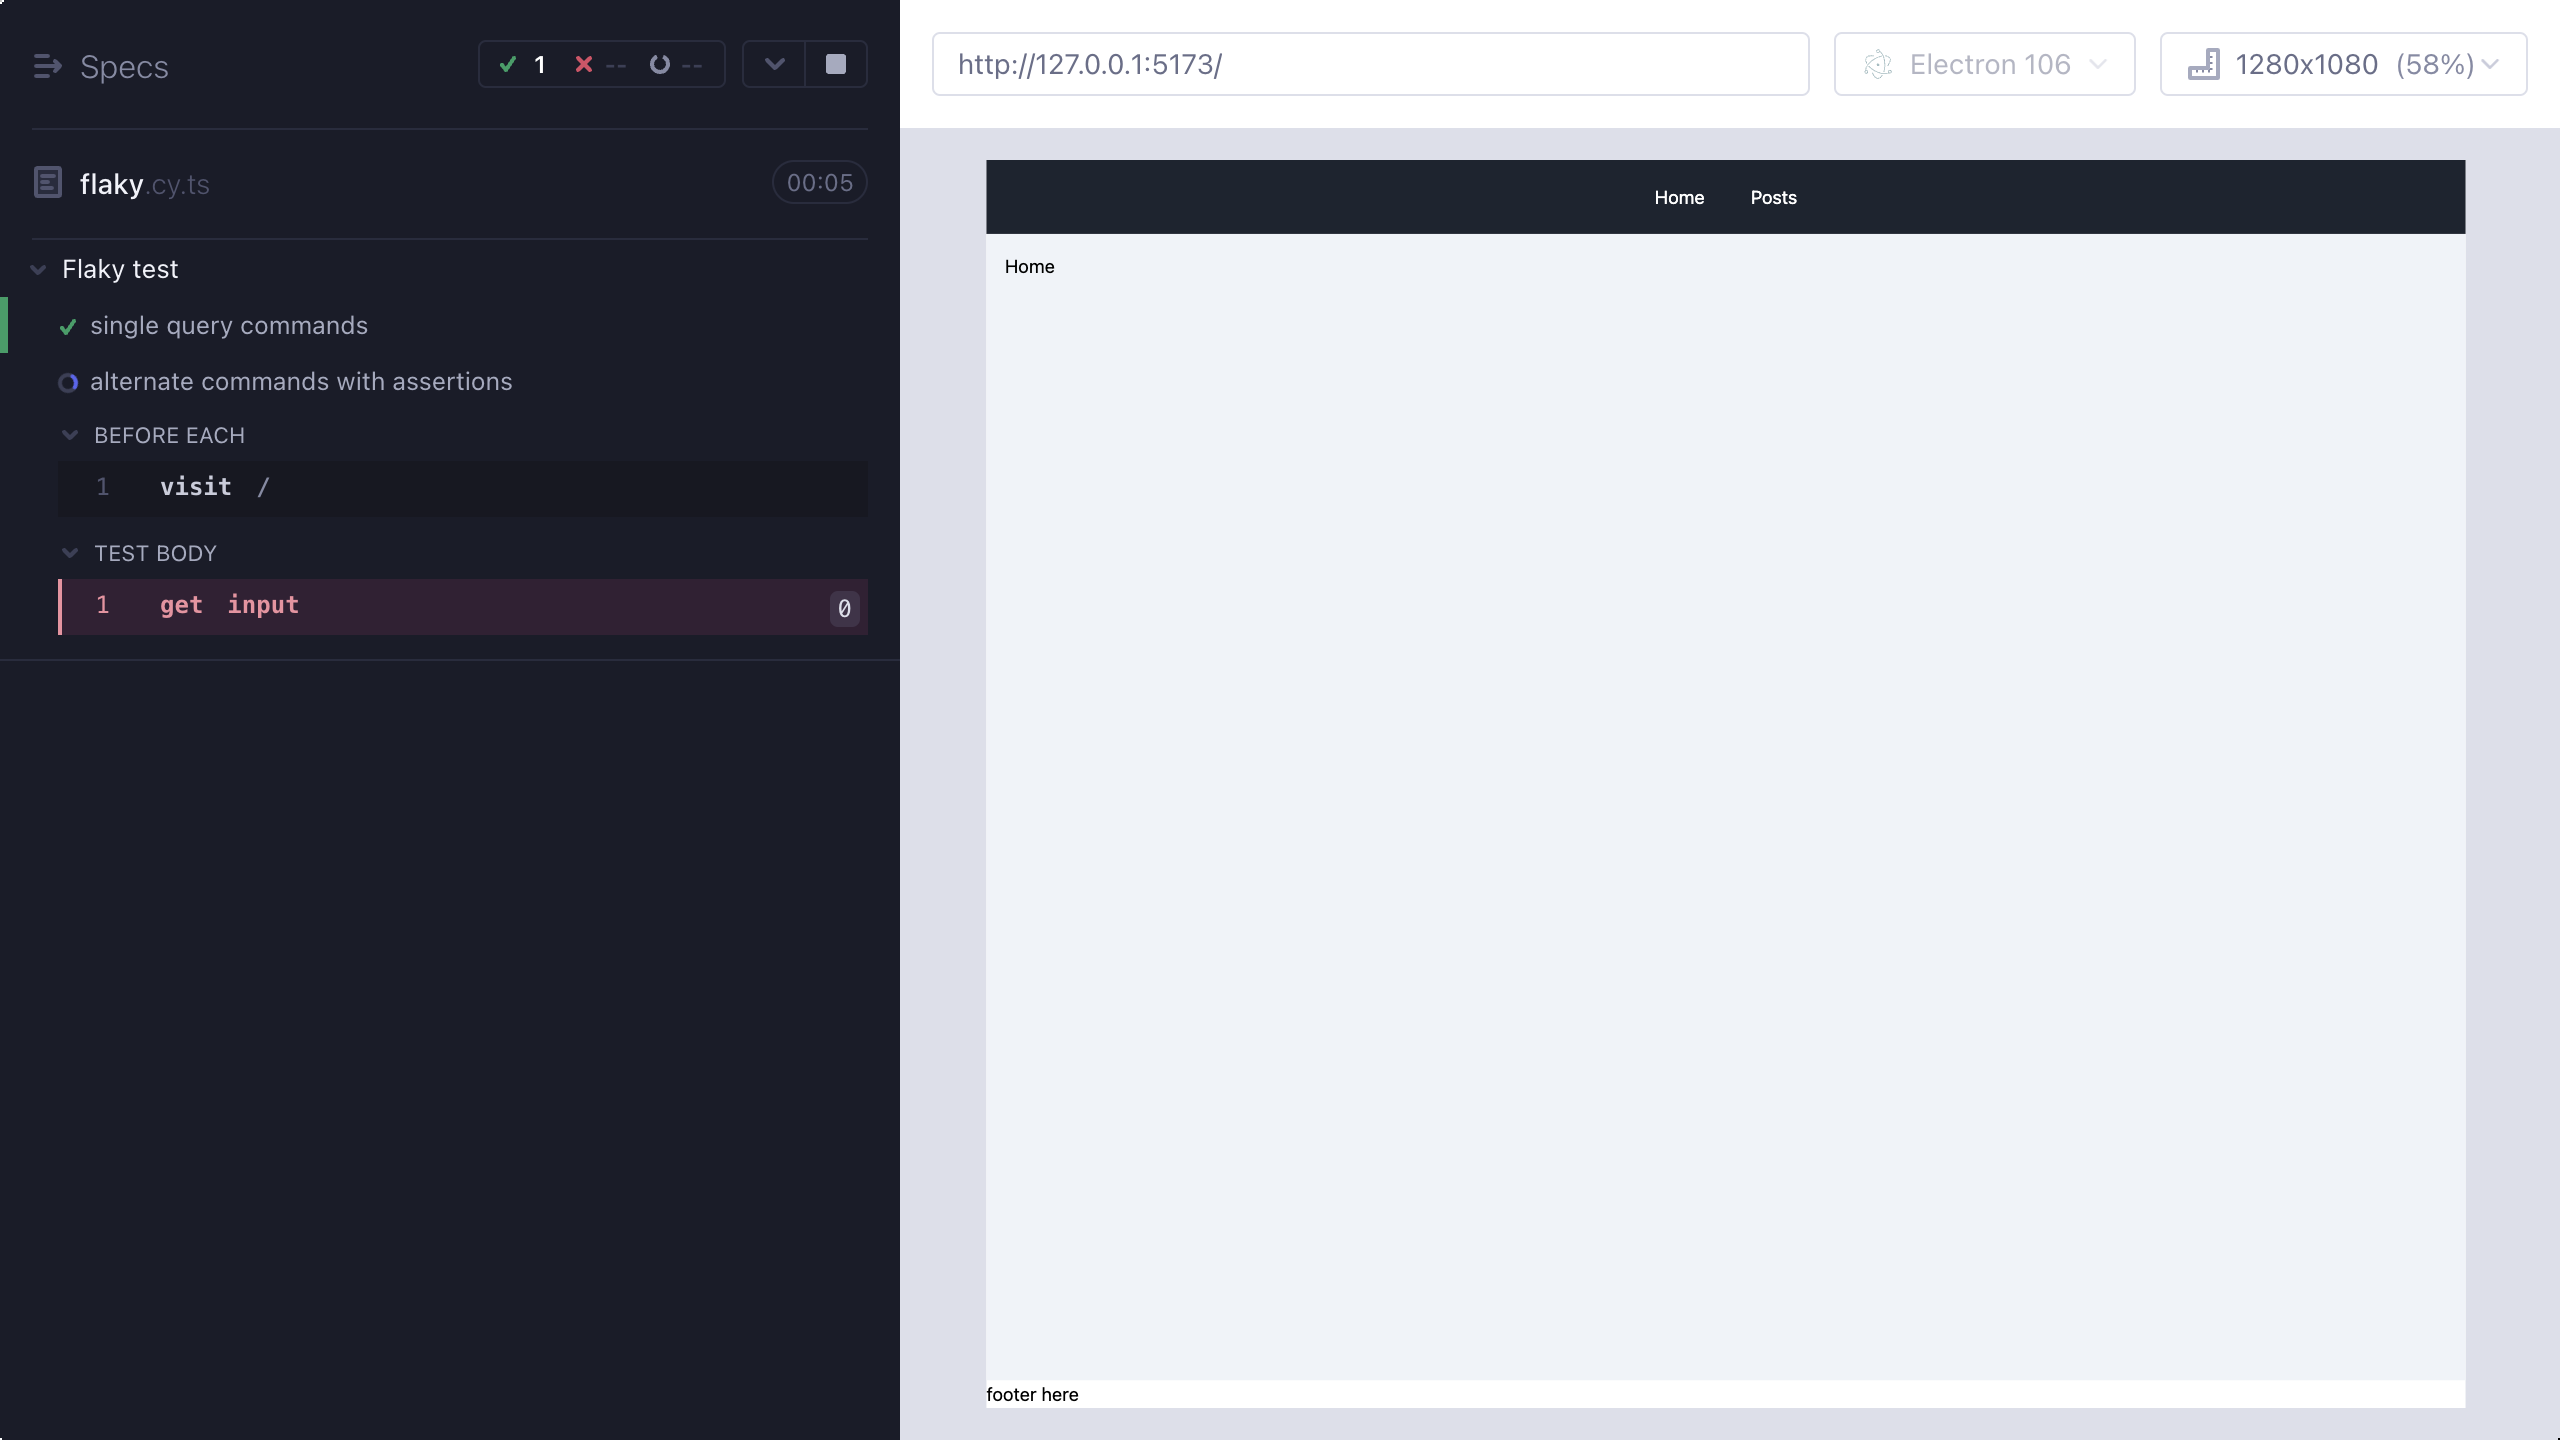 Specs
1 -- --
flaky.cy.ts
00:05
Flaky test
single query commands
alternate commands with assertions
BEFORE EACH
1 visit /
TEST BODY
1 get input 0
http://127.0.0.1:5173/
Electron 106
1280x1080 (58%)
Home Posts
Home
footer here